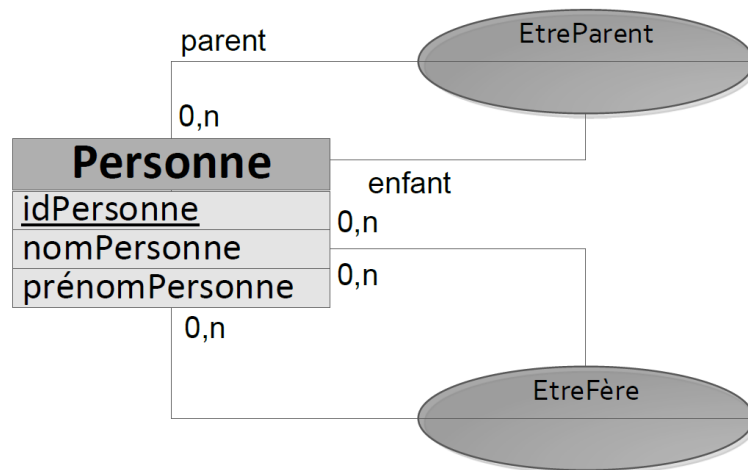 parent
EtreParent
0,n
Personne
enfant
idPersonne
0,n
nomPersonne
0,n
prénomPersonne
0,n
EtreFère